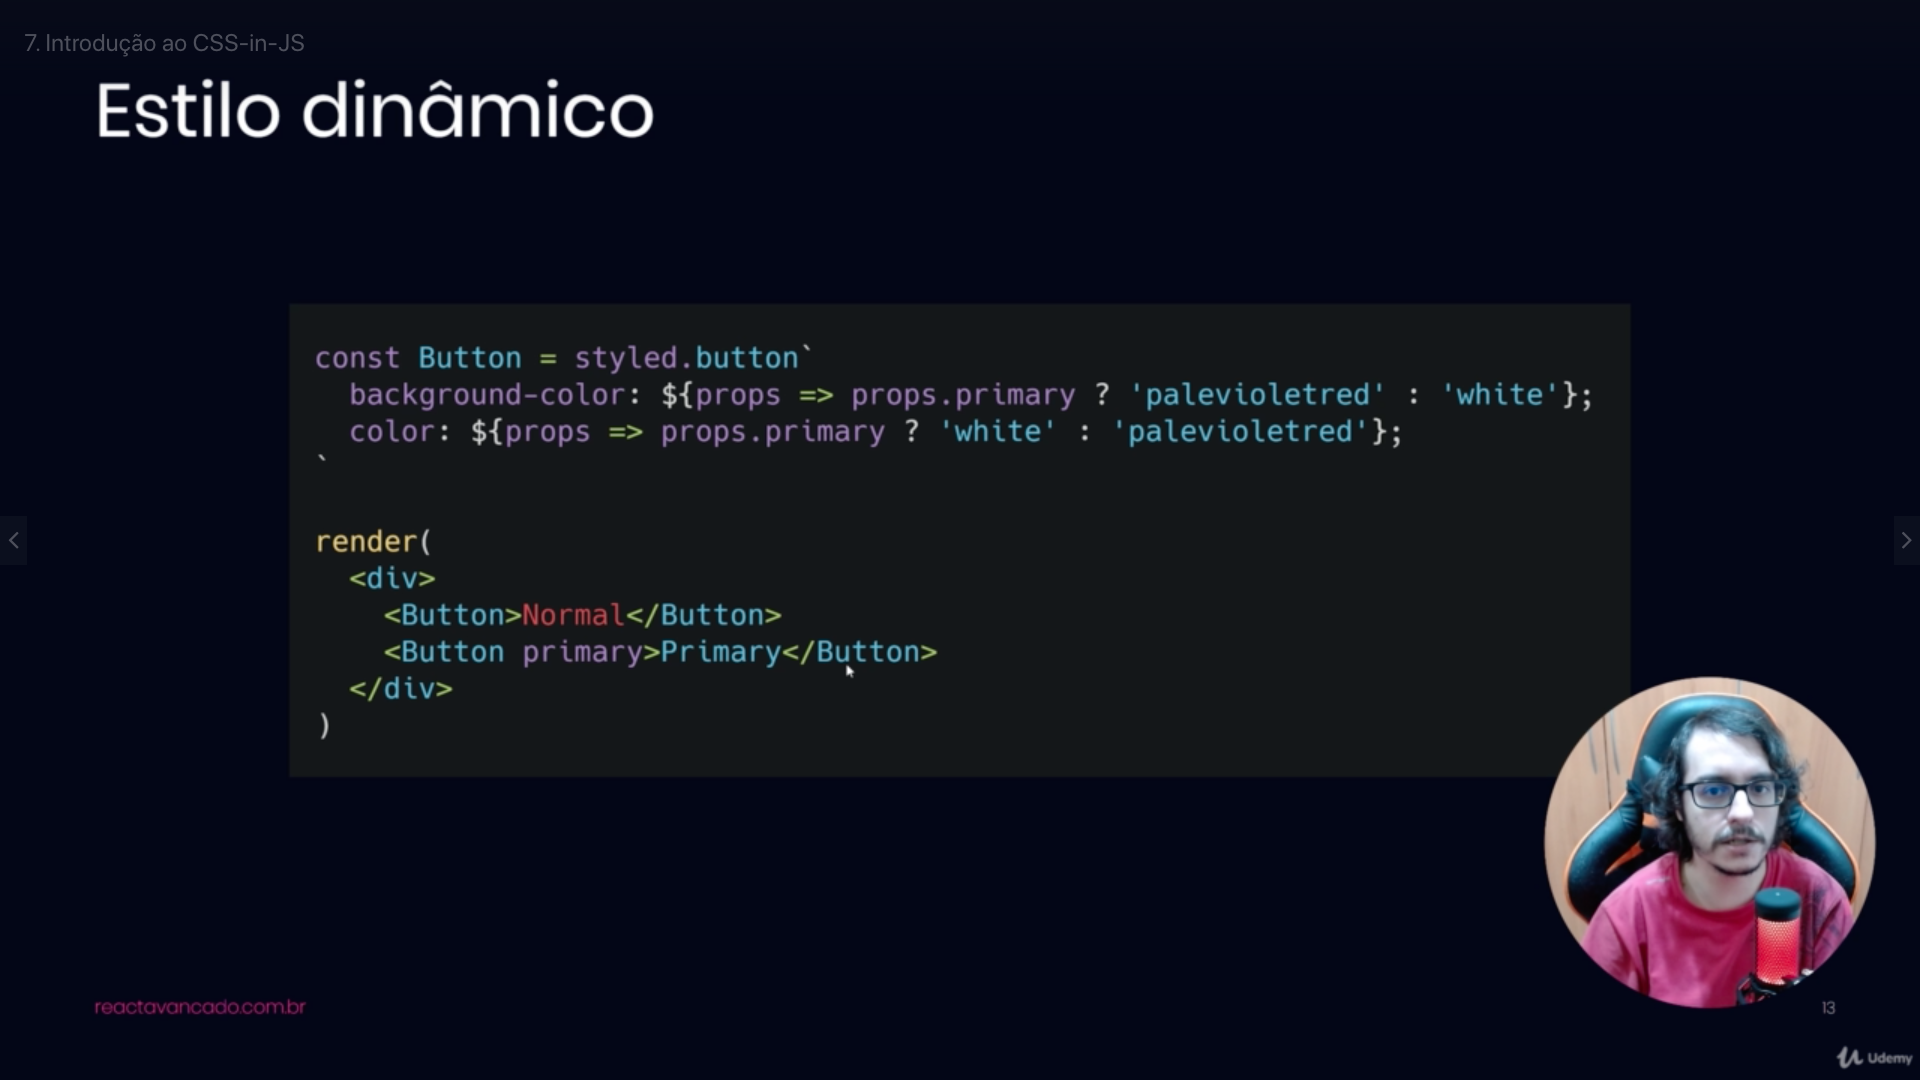 7. Introdução ao CSS-in-JS
Estilo dinâmico
const Button = styled.button`
  background-color: ${props => props.primary ? 'palevioletred' : 'white'};
  color: ${props => props.primary ? 'white' : 'palevioletred'};
`
render(
  <div>
    <Button>Normal</Button>
    <Button primary>Primary</Button>
  </div>
)
reactavancado.com.br
13
Udemy